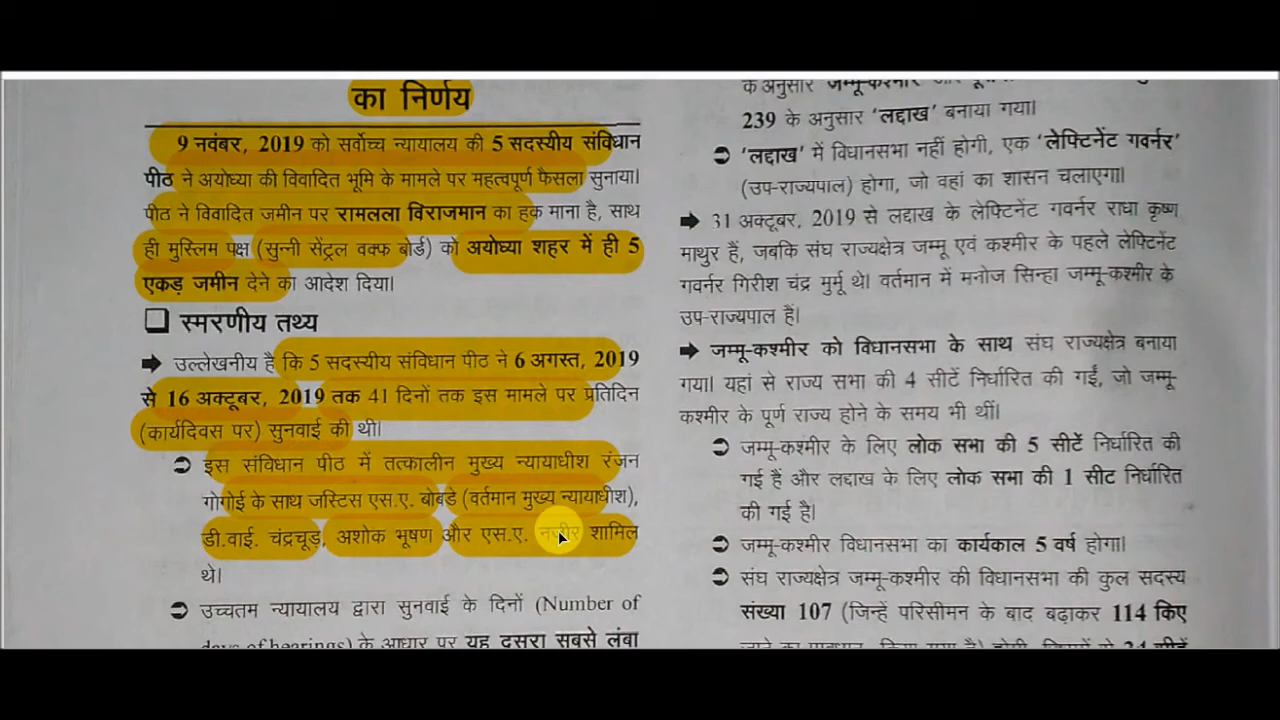 का निर्णय
9 नवंबर, 2019 को सर्वोच्च न्यायालय की 5 सदस्यीय संविधान
पीठ ने अयोध्या की विवादित भूमि के मामले पर महत्वपूर्ण फैसला सुनाया।
पीठ ने विवादित जमीन पर रामलला विराजमान का हक माना है, साथ
ही मुस्लिम पक्ष (सुन्नी सेंट्रल वक्फ बोर्ड) को अयोध्या शहर में ही 5
एकड़ जमीन देने का आदेश दिया।
❑ स्मरणीय तथ्य
➡ उल्लेखनीय है कि 5 सदस्यीय संविधान पीठ ने 6 अगस्त, 2019
से 16 अक्टूबर, 2019 तक 41 दिनों तक इस मामले पर प्रतिदिन
(कार्यदिवस पर) सुनवाई की थी।
➲ इस संविधान पीठ में तत्कालीन मुख्य न्यायाधीश रंजन
गोगोई के साथ जस्टिस एस.ए. बोबडे (वर्तमान मुख्य न्यायाधीश),
डी.वाई. चंद्रचूड़, अशोक भूषण और एस.ए. नजीर शामिल
थे।
➲ उच्चतम न्यायालय द्वारा सुनवाई के दिनों (Number of
days of hearings) के आधार पर यह दूसरा सबसे लंबा
के अनुसार जम्मू-कश्मीर और
239 के अनुसार 'लद्दाख' बनाया गया।
➲ 'लद्दाख' में विधानसभा नहीं होगी, एक 'लेफ्टिनेंट गवर्नर'
(उप-राज्यपाल) होगा, जो वहां का शासन चलाएगा।
➡ 31 अक्टूबर, 2019 से लद्दाख के लेफ्टिनेंट गवर्नर राधा कृष्ण
माथुर हैं, जबकि संघ राज्यक्षेत्र जम्मू एवं कश्मीर के पहले लेफ्टिनेंट
गवर्नर गिरीश चंद्र मुर्मू थे। वर्तमान में मनोज सिन्हा जम्मू-कश्मीर के
उप-राज्यपाल हैं।
➡ जम्मू-कश्मीर को विधानसभा के साथ संघ राज्यक्षेत्र बनाया
गया। यहां से राज्य सभा की 4 सीटें निर्धारित की गईं, जो जम्मू-
कश्मीर के पूर्ण राज्य होने के समय भी थीं।
➲ जम्मू-कश्मीर के लिए लोक सभा की 5 सीटें निर्धारित की
गई हैं और लद्दाख के लिए लोक सभा की 1 सीट निर्धारित
की गई है।
➲ जम्मू-कश्मीर विधानसभा का कार्यकाल 5 वर्ष होगा।
➲ संघ राज्यक्षेत्र जम्मू-कश्मीर की विधानसभा की कुल सदस्य
संख्या 107 (जिन्हें परिसीमन के बाद बढ़ाकर 114 किए